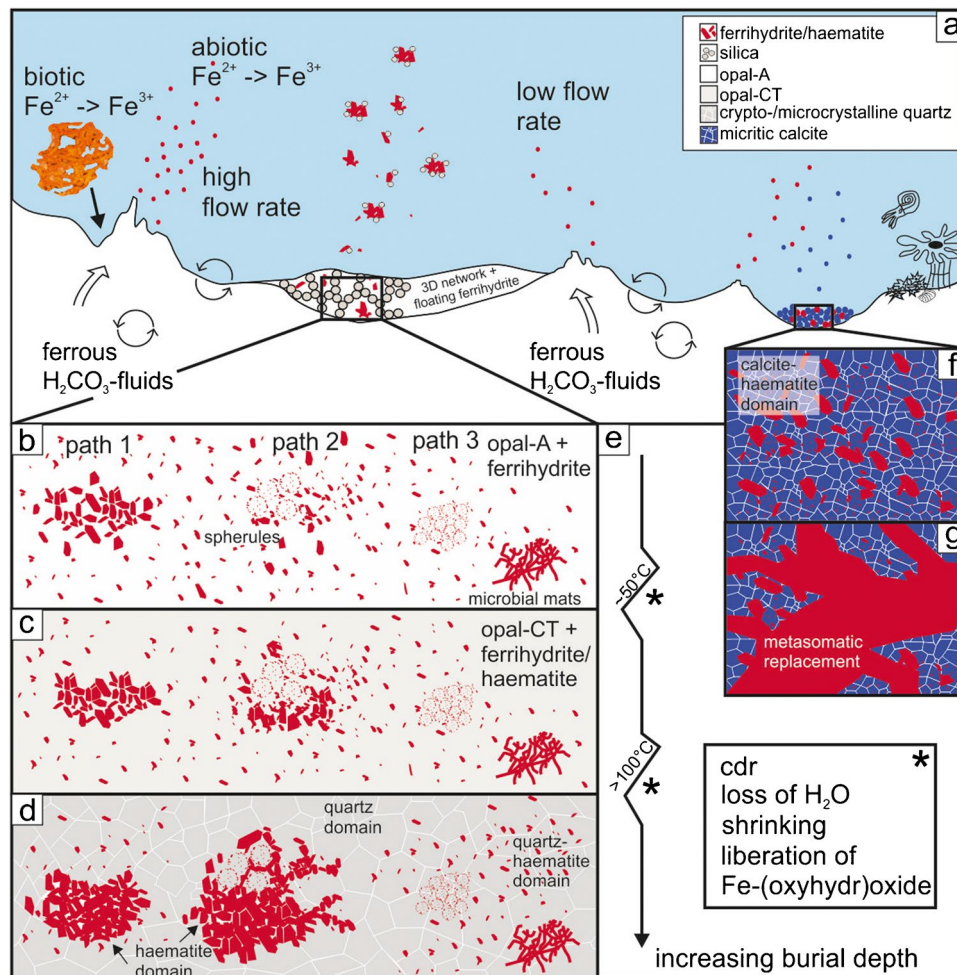 a
ferrihydrite/haematite
silica
opal-A
opal-CT
crypto-/microcrystalline quartz
micritic calcite
biotic
Fe²⁺ -> Fe³⁺
abiotic
Fe²⁺ -> Fe³⁺
high
flow rate
low flow
rate
3D network +
floating ferrihydrite
ferrous
H₂CO₃-fluids
ferrous
H₂CO₃-fluids
b
path 1
path 2
path 3
opal-A +
ferrihydrite
spherules
microbial mats
c
opal-CT +
ferrihydrite/
haematite
d
quartz
domain
quartz-
haematite
domain
haematite
domain
e
~50°C
*
>100°C
*
increasing burial depth
f
calcite-
haematite
domain
g
metasomatic
replacement
*
cdr
loss of H₂O
shrinking
liberation of
Fe-(oxyhydr)oxide